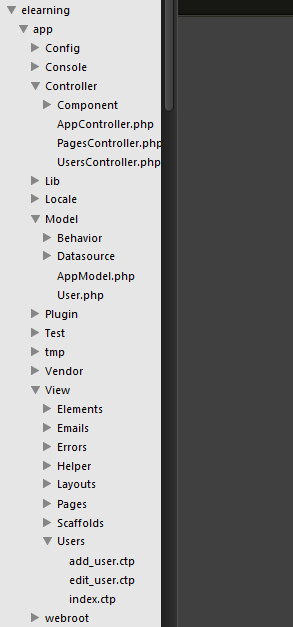 elearning
app
Config
Console
Controller
Component
AppController.php
PagesController.php
UsersController.php
Lib
Locale
Model
Behavior
Datasource
AppModel.php
User.php
Plugin
Test
tmp
Vendor
View
Elements
Emails
Errors
Helper
Layouts
Pages
Scaffolds
Users
add_user.ctp
edit_user.ctp
index.ctp
webroot